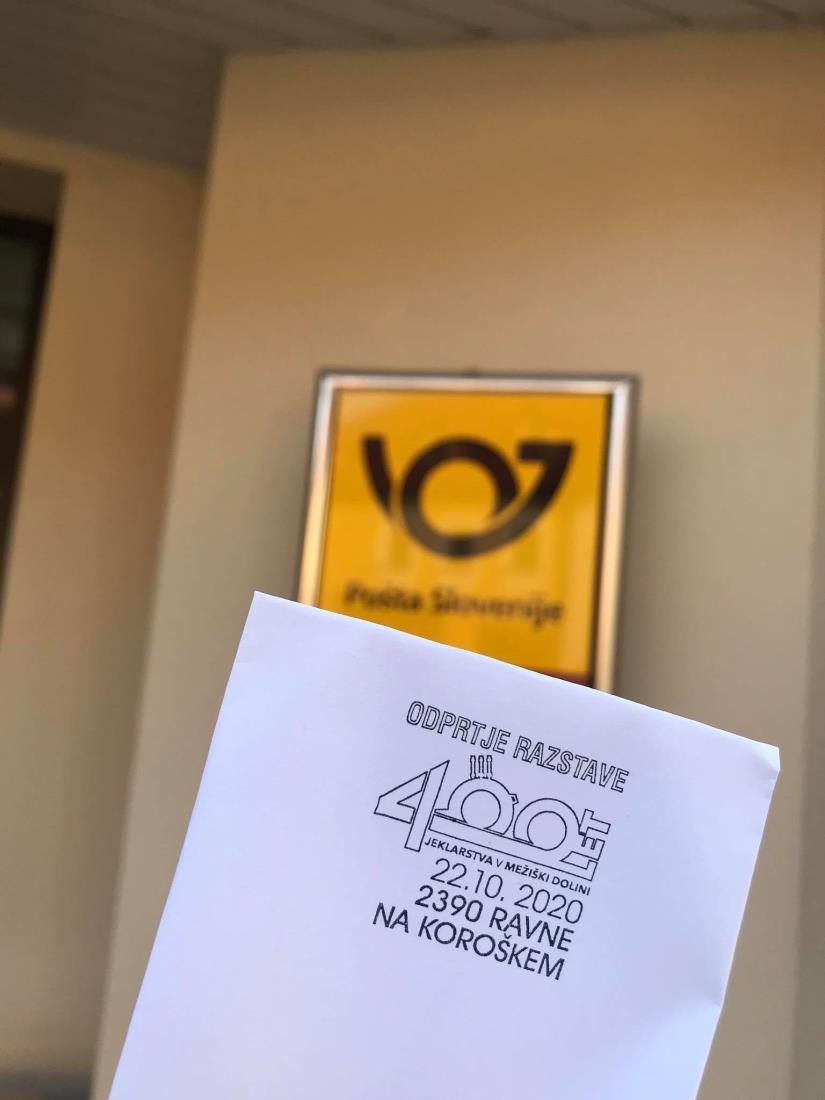 Pošta Slovenije
ODPRTJE RAZSTAVE
400 LET
JEKLARSTVA V MEŽIŠKI DOLINI
22.10. 2020
2390 RAVNE
NA KOROŠKEM